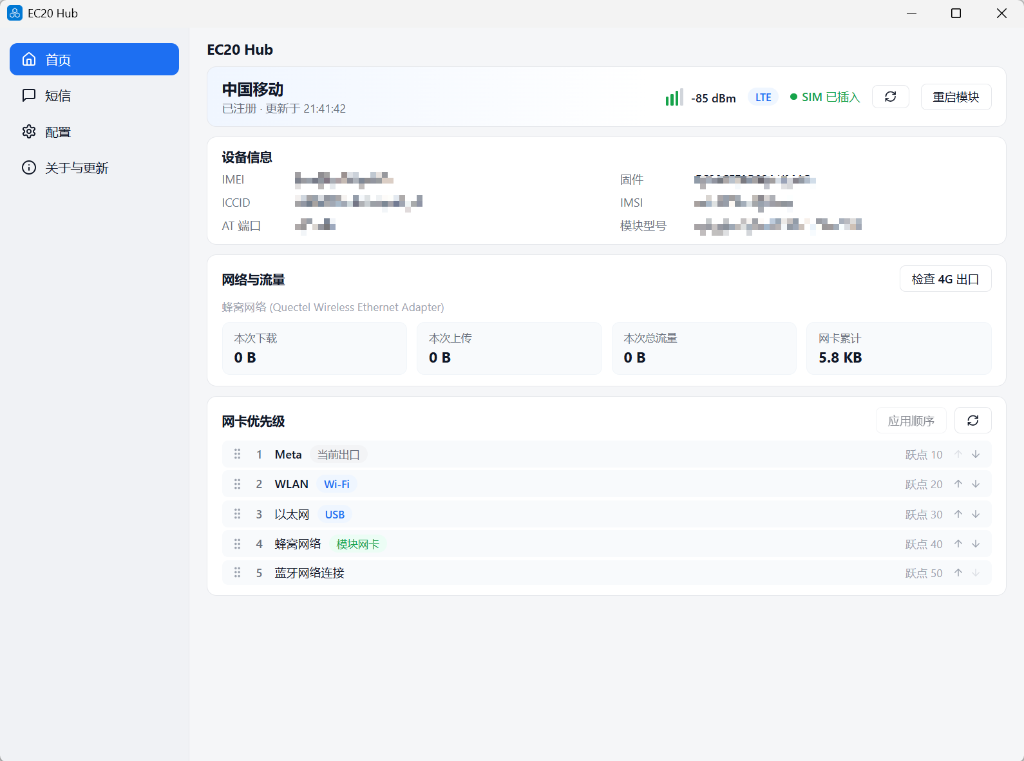 EC20 Hub
首页
短信
配置
关于与更新
EC20 Hub
中国移动
已注册 · 更新于 21:41:42
-85 dBm LTE SIM 已插入 重启模块
设备信息
IMEI 固件
ICCID IMSI
AT 端口 模块型号
网络与流量 检查 4G 出口
蜂窝网络 (Quectel Wireless Ethernet Adapter)
本次下载 本次上传 本次总流量 网卡累计
0 B 0 B 0 B 5.8 KB
网卡优先级 应用顺序
1 Meta 当前出口 跃点 10
2 WLAN Wi-Fi 跃点 20
3 以太网 USB 跃点 30
4 蜂窝网络 模块网卡 跃点 40
5 蓝牙网络连接 跃点 50